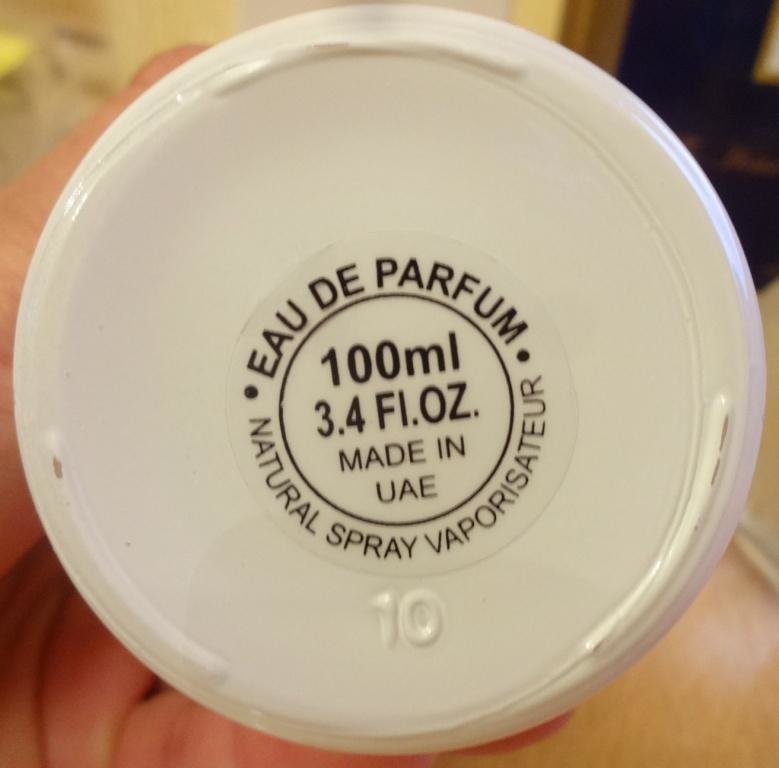 • EAU DE PARFUM •
100ml
3.4 Fl.OZ.
MADE IN
UAE
NATURAL SPRAY VAPORISATEUR
10